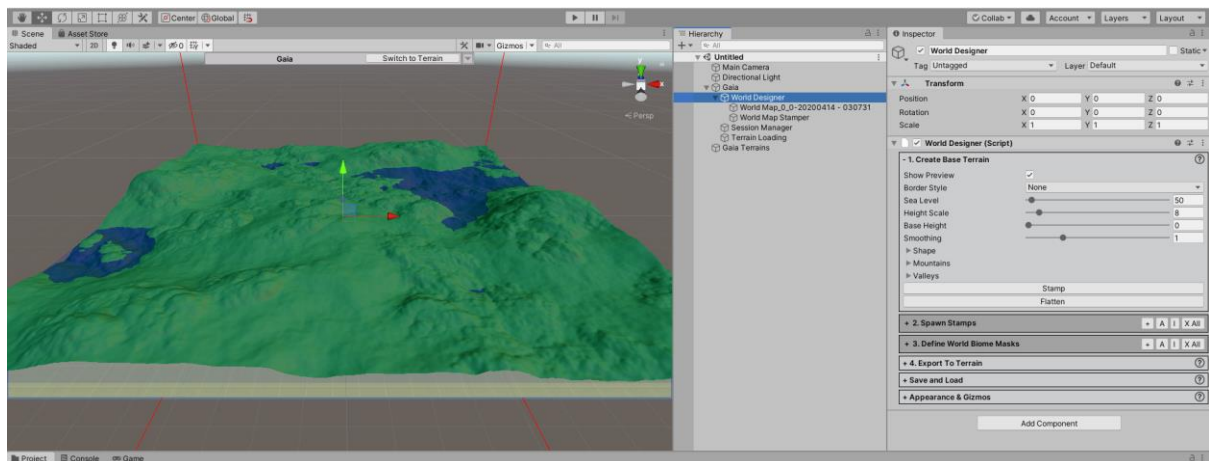 Center Global
Collab Account Layers Layout
Scene Asset Store
Shaded 2D 0 Gizmos All
Gaia Switch to Terrain
y
Persp
Hierarchy
All
Untitled
Main Camera
Directional Light
Gaia
World Designer
World Map_0_0-20200414 - 030731
World Map Stamper
Session Manager
Terrain Loading
Gaia Terrains
Inspector
World Designer Static
Tag Untagged Layer Default
Transform
Position X 0 Y 0 Z 0
Rotation X 0 Y 0 Z 0
Scale X 1 Y 1 Z 1
World Designer (Script)
- 1. Create Base Terrain
Show Preview
Border Style None
Sea Level 50
Height Scale 8
Base Height 0
Smoothing 1
Shape
Mountains
Valleys
Stamp
Flatten
+ 2. Spawn Stamps + A I X All
+ 3. Define World Biome Masks + A I X All
+ 4. Export To Terrain
+ Save and Load
+ Appearance & Gizmos
Add Component
Project Console Game